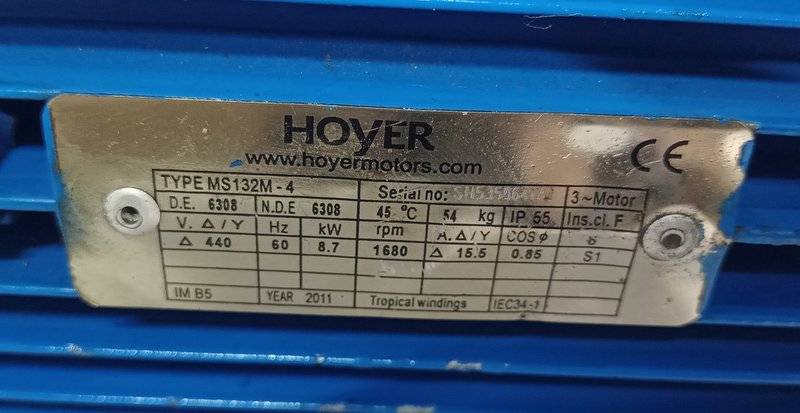 HOYER
www.hoyermotors.com
CE
TYPE MS132M - 4 Serial no: 3~Motor
D.E. 6308 N.D.E 6308 45 °C 54 kg IP 55 Ins.cl. F
V. Δ / Y Hz kW rpm A. Δ / Y COSφ
Δ 440 60 8.7 1680 Δ 15.5 0.85 S1
IM B5 YEAR 2011 Tropical windings IEC34-1